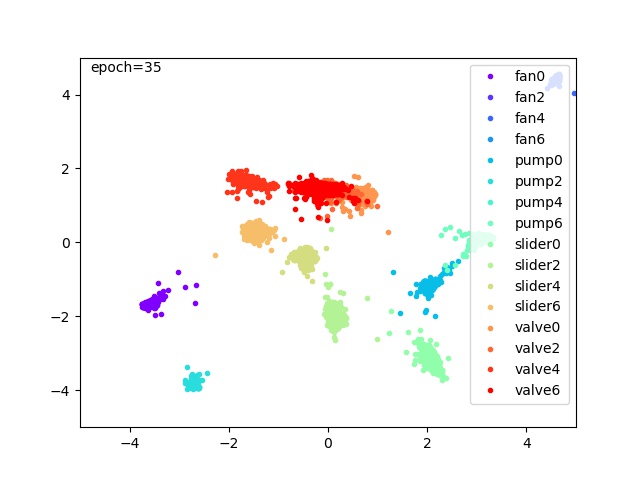 epoch=35
fan0
fan2
fan4
fan6
pump0
pump2
pump4
pump6
slider0
slider2
slider4
slider6
valve0
valve2
valve4
valve6
4
2
0
−2
−4
−4 −2 0 2 4